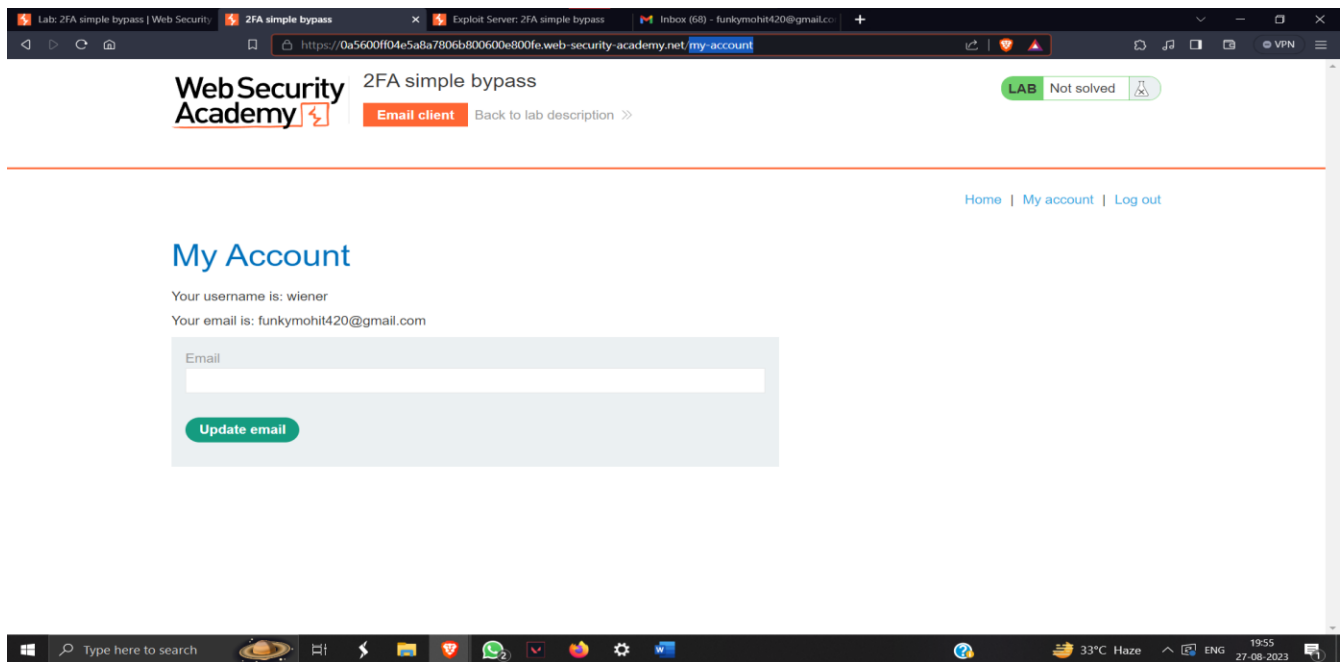 Lab: 2FA simple bypass | Web Security
2FA simple bypass
Exploit Server: 2FA simple bypass
Inbox (68) - funkymohit420@gmail.co
https://0a5600ff04e5a8a7806b800600e800fe.web-security-academy.net/my-account
VPN
WebSecurity
Academy
2FA simple bypass
Email client
Back to lab description
LAB
Not solved
Home | My account | Log out
My Account
Your username is: wiener
Your email is: funkymohit420@gmail.com
Email
Update email
Type here to search
2
W
33°C Haze
ENG
19:55
27-08-2023
1